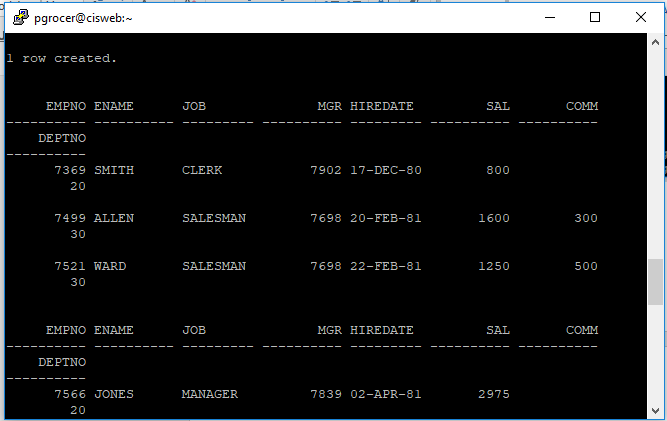 pgrocer@cisweb:~
1 row created.
EMPNO ENAME JOB MGR HIREDATE SAL COMM
---------- ---------- --------- ---------- --------- ---------- ----------
DEPTNO
----------
7369 SMITH CLERK 7902 17-DEC-80 800
20
7499 ALLEN SALESMAN 7698 20-FEB-81 1600 300
30
7521 WARD SALESMAN 7698 22-FEB-81 1250 500
30
EMPNO ENAME JOB MGR HIREDATE SAL COMM
---------- ---------- --------- ---------- --------- ---------- ----------
DEPTNO
----------
7566 JONES MANAGER 7839 02-APR-81 2975
20